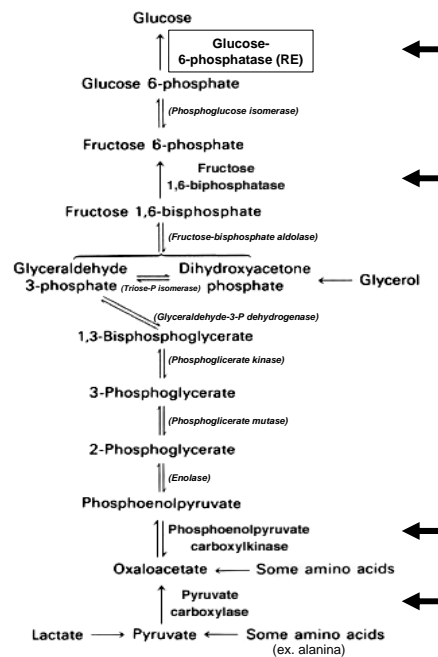 Glucose
Glucose-
6-phosphatase (RE)
Glucose 6-phosphate
(Phosphoglucose isomerase)
Fructose 6-phosphate
Fructose
1,6-biphosphatase
Fructose 1,6-bisphosphate
(Fructose-bisphosphate aldolase)
Glyceraldehyde
3-phosphate
(Triose-P isomerase)
Dihydroxyacetone
phosphate
Glycerol
(Glyceraldehyde-3-P dehydrogenase)
1,3-Bisphosphoglycerate
(Phosphoglicerate kinase)
3-Phosphoglycerate
(Phosphoglicerate mutase)
2-Phosphoglycerate
(Enolase)
Phosphoenolpyruvate
Phosphoenolpyruvate
carboxylkinase
Oxaloacetate
Some amino acids
Pyruvate
carboxylase
Lactate
Pyruvate
Some amino acids
(ex. alanina)